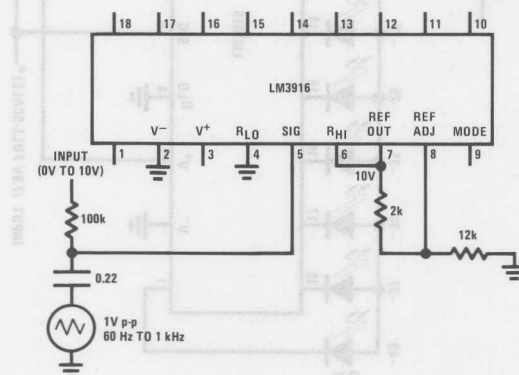 18 17 16 15 14 13 12 11 10
LM3916
V⁻ V⁺ R_LO SIG R_HI REF OUT REF ADJ MODE
1 2 3 4 5 6 7 8 9
INPUT
(0V TO 10V)
10V
100k
2k
12k
0.22
1V p-p
60 Hz TO 1 kHz